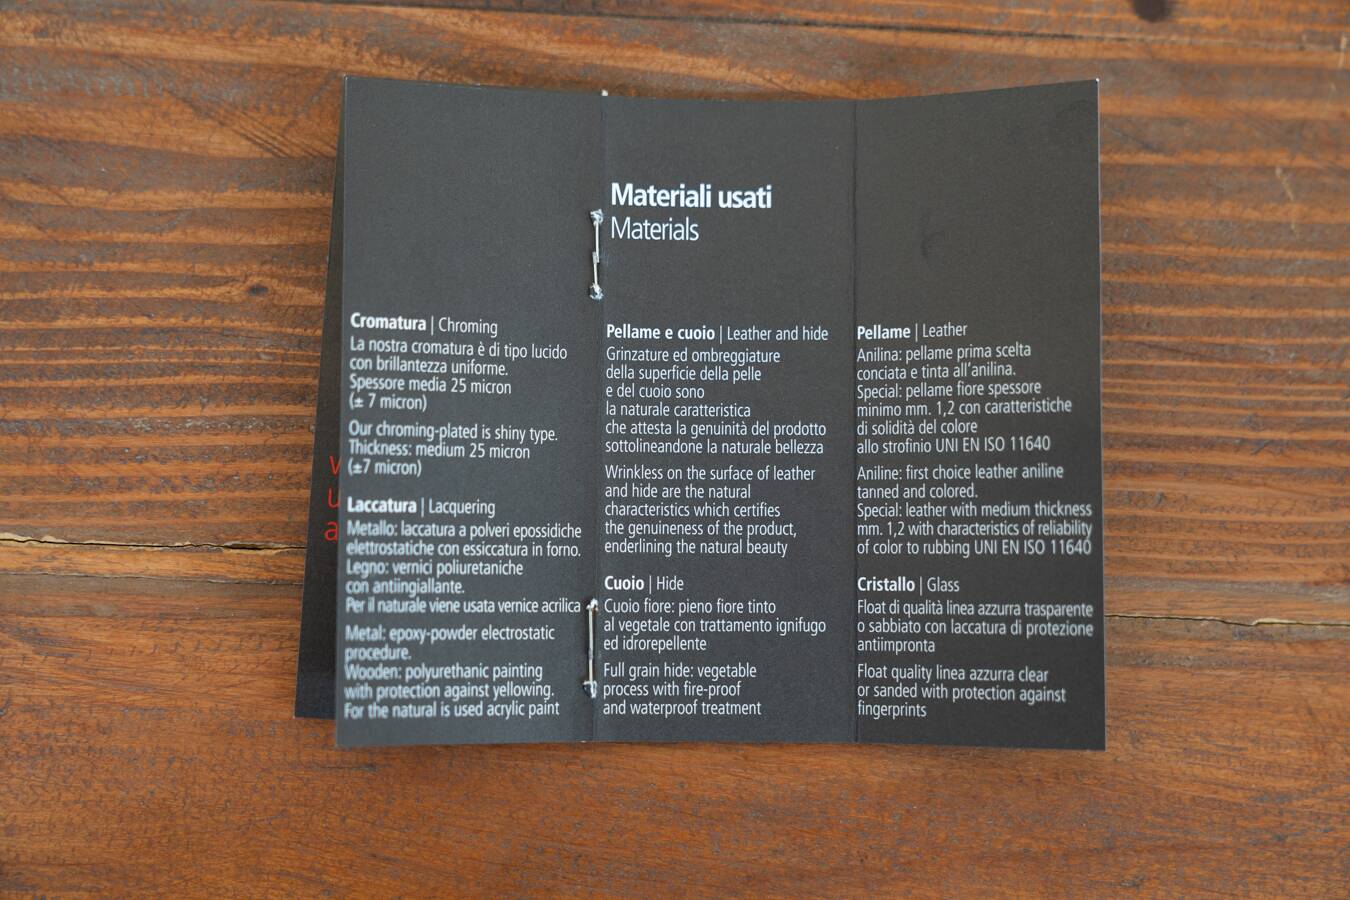 Materiali usati
Materials
Cromatura | Chroming
La nostra cromatura è di tipo lucido
con brillantezza uniforme.
Spessore media 25 micron
(± 7 micron)
Our chroming-plated is shiny type.
Thickness: medium 25 micron
(±7 micron)
Laccatura | Lacquering
Metallo: laccatura a polveri epossidiche
elettrostatiche con essiccatura in forno.
Legno: vernici poliuretaniche
con antiingiallante.
Per il naturale viene usata vernice acrilica
Metal: epoxy-powder electrostatic
procedure.
Wooden: polyurethanic painting
with protection against yellowing.
For the natural is used acrylic paint
Pellame e cuoio | Leather and hide
Grinzature ed ombreggiature
della superficie della pelle
e del cuoio sono
la naturale caratteristica
che attesta la genuinità del prodotto
sottolineandone la naturale bellezza
Wrinkless on the surface of leather
and hide are the natural
characteristics which certifies
the genuineness of the product,
enderlining the natural beauty
Cuoio | Hide
Cuoio fiore: pieno fiore tinto
al vegetale con trattamento ignifugo
ed idrorepellente
Full grain hide: vegetable
process with fire-proof
and waterproof treatment
Pellame | Leather
Anilina: pellame prima scelta
conciata e tinta all'anilina.
Special: pellame fiore spessore
minimo mm. 1,2 con caratteristiche
di solidità del colore
allo strofinio UNI EN ISO 11640
Aniline: first choice leather aniline
tanned and colored.
Special: leather with medium thickness
mm. 1,2 with characteristics of reliability
of color to rubbing UNI EN ISO 11640
Cristallo | Glass
Float di qualità linea azzurra trasparente
o sabbiato con laccatura di protezione
antiimpronta
Float quality linea azzurra clear
or sanded with protection against
fingerprints